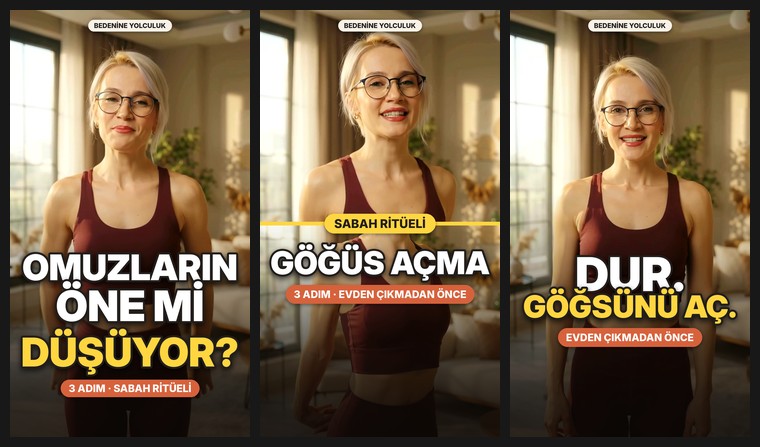 BEDENİNE YOLCULUK
OMUZLARIN
ÖNE Mİ
DÜŞÜYOR?
3 ADIM · SABAH RİTÜELİ
BEDENİNE YOLCULUK
SABAH RİTÜELİ
GÖĞÜS AÇMA
3 ADIM · EVDEN ÇIKMADAN ÖNCE
BEDENİNE YOLCULUK
DUR.
GÖĞSÜNÜ AÇ.
EVDEN ÇIKMADAN ÖNCE